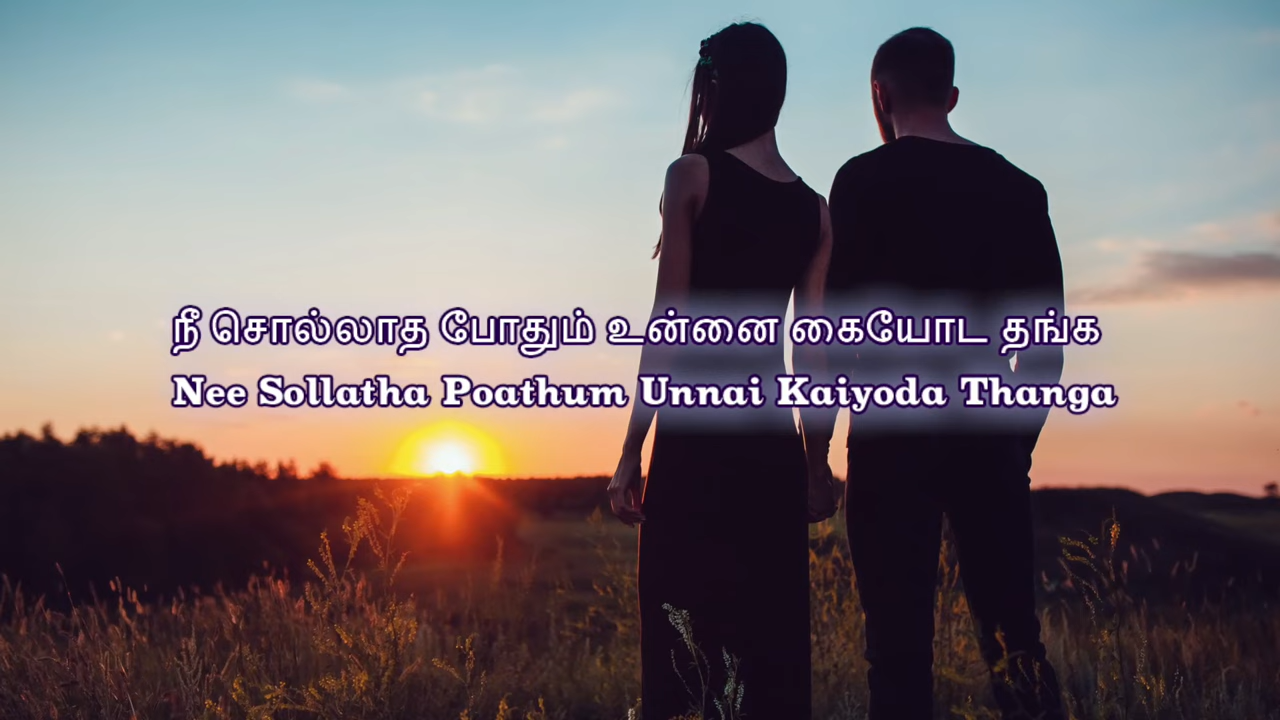 நீ சொல்லாத போதும் உன்னை கையோட தங்க
Nee Sollatha Poathum Unnai Kaiyoda Thanga